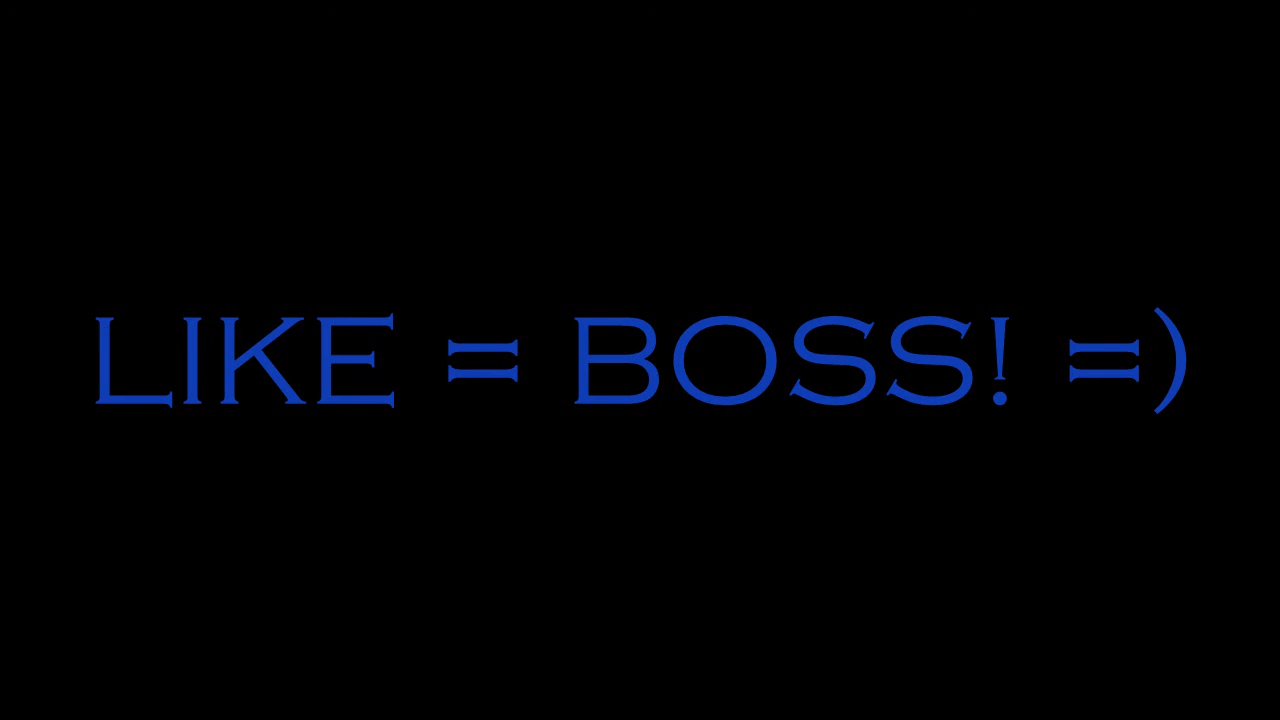 LIKE = BOSS! =)